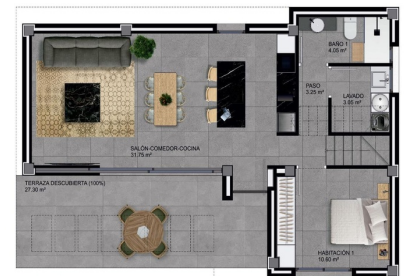 BAÑO 1
4.05 m²
PASO
3.25 m²
LAVADO
3.05 m²
SALÓN-COMEDOR-COCINA
31.75 m²
TERRAZA DESCUBIERTA (100%)
27.30 m²
HABITACIÓN 1
10.60 m²